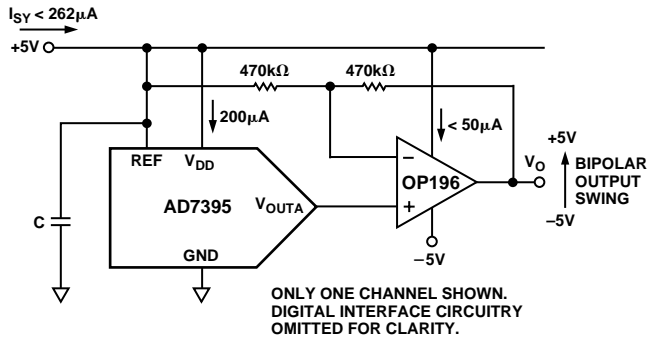 I_SY < 262µA
+5V
470kΩ 470kΩ
200µA
< 50µA
REF V_DD
AD7395
V_OUTA
GND
C
−
+
OP196
−5V
V_O
+5V
BIPOLAR
OUTPUT
SWING
−5V
ONLY ONE CHANNEL SHOWN.
DIGITAL INTERFACE CIRCUITRY
OMITTED FOR CLARITY.